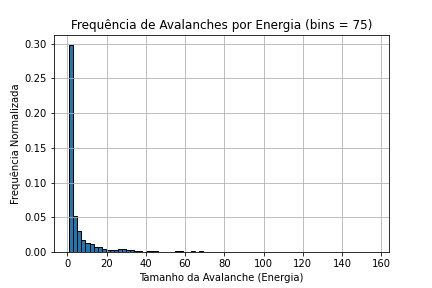 Frequência de Avalanches por Energia (bins = 75)
Frequência Normalizada
0.30
0.25
0.20
0.15
0.10
0.05
0.00
0 20 40 60 80 100 120 140 160
Tamanho da Avalanche (Energia)